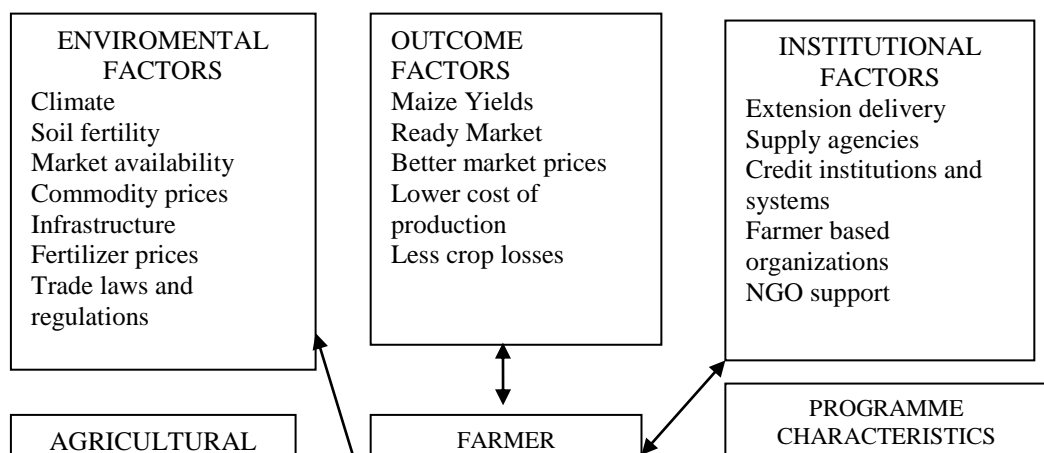 ENVIROMENTAL
FACTORS
Climate
Soil fertility
Market availability
Commodity prices
Infrastructure
Fertilizer prices
Trade laws and
regulations
OUTCOME
FACTORS
Maize Yields
Ready Market
Better market prices
Lower cost of
production
Less crop losses
INSTITUTIONAL
FACTORS
Extension delivery
Supply agencies
Credit institutions and
systems
Farmer based
organizations
NGO support
AGRICULTURAL
FARMER
PROGRAMME
CHARACTERISTICS